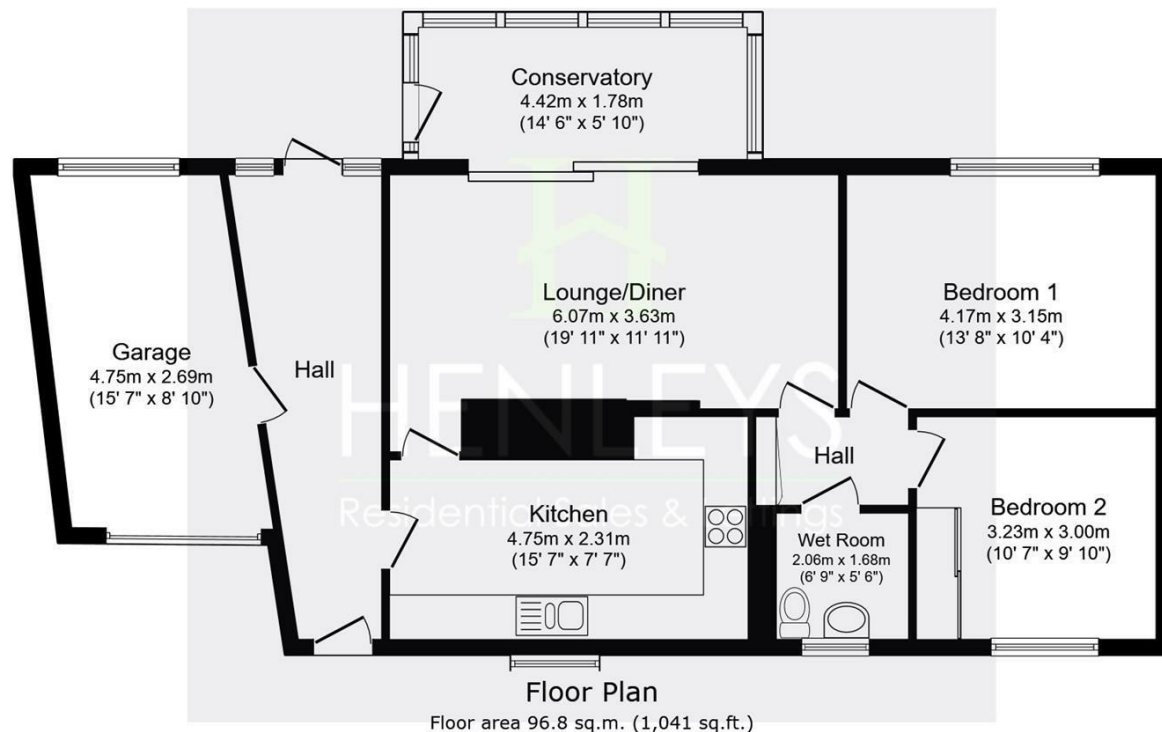 Conservatory
4.42m x 1.78m
(14' 6" x 5' 10")
Lounge/Diner
6.07m x 3.63m
(19' 11" x 11' 11")
Bedroom 1
4.17m x 3.15m
(13' 8" x 10' 4")
Garage
4.75m x 2.69m
(15' 7" x 8' 10")
Hall
HENLEYS
Residential Sales & Lettings
Hall
Kitchen
4.75m x 2.31m
(15' 7" x 7' 7")
Wet Room
2.06m x 1.68m
(6' 9" x 5' 6")
Bedroom 2
3.23m x 3.00m
(10' 7" x 9' 10")
Floor Plan
Floor area 96.8 sq.m. (1,041 sq.ft.)